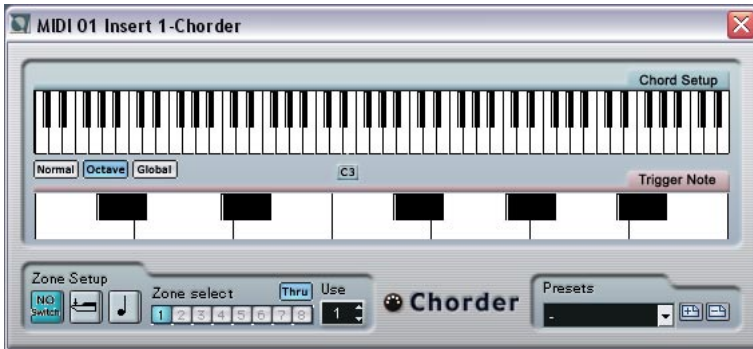 MIDI 01 Insert 1-Chorder
Chord Setup
Normal Octave Global
C3
Trigger Note
Zone Setup
NO Switch
Zone select
Thru
Use
1 2 3 4 5 6 7 8
1
Chorder
Presets
-